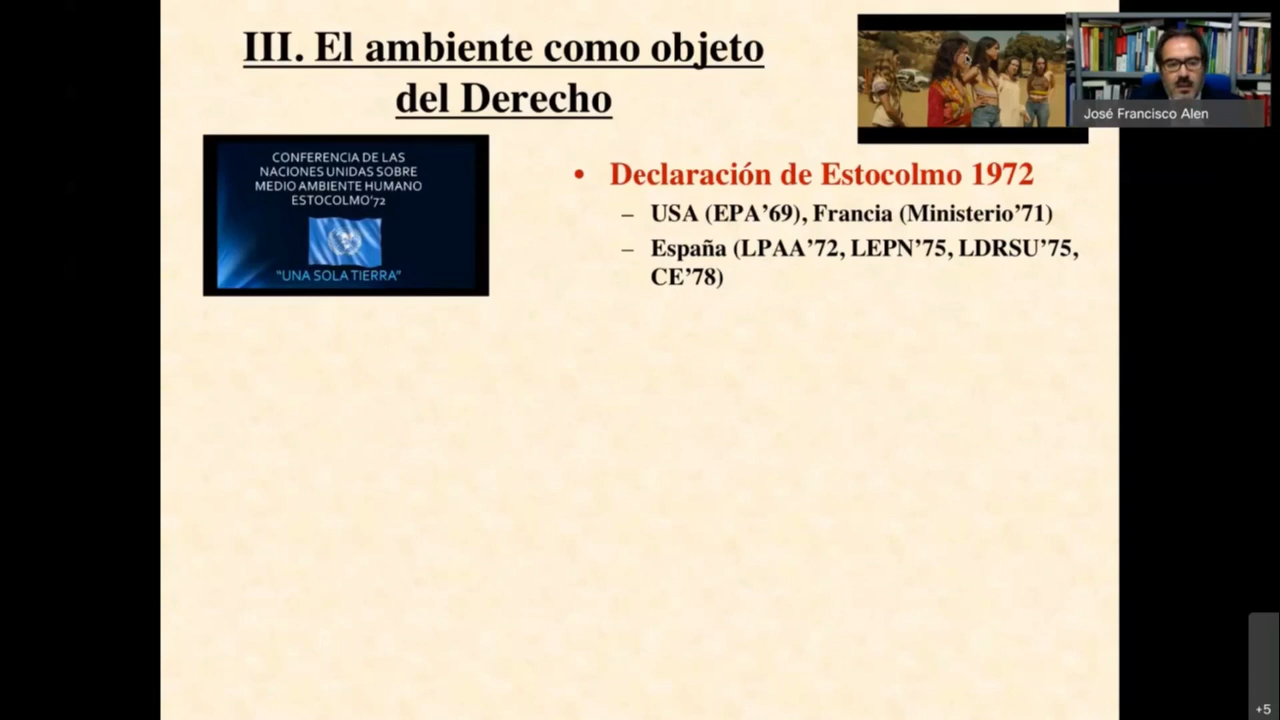 III. El ambiente como objeto
del Derecho
José Francisco Alen
CONFERENCIA DE LAS
NACIONES UNIDAS SOBRE
MEDIO AMBIENTE HUMANO
ESTOCOLMO'72
"UNA SOLA TIERRA"
• Declaración de Estocolmo 1972
– USA (EPA’69), Francia (Ministerio’71)
– España (LPAA’72, LEPN’75, LDRSU’75,
CE’78)
+5